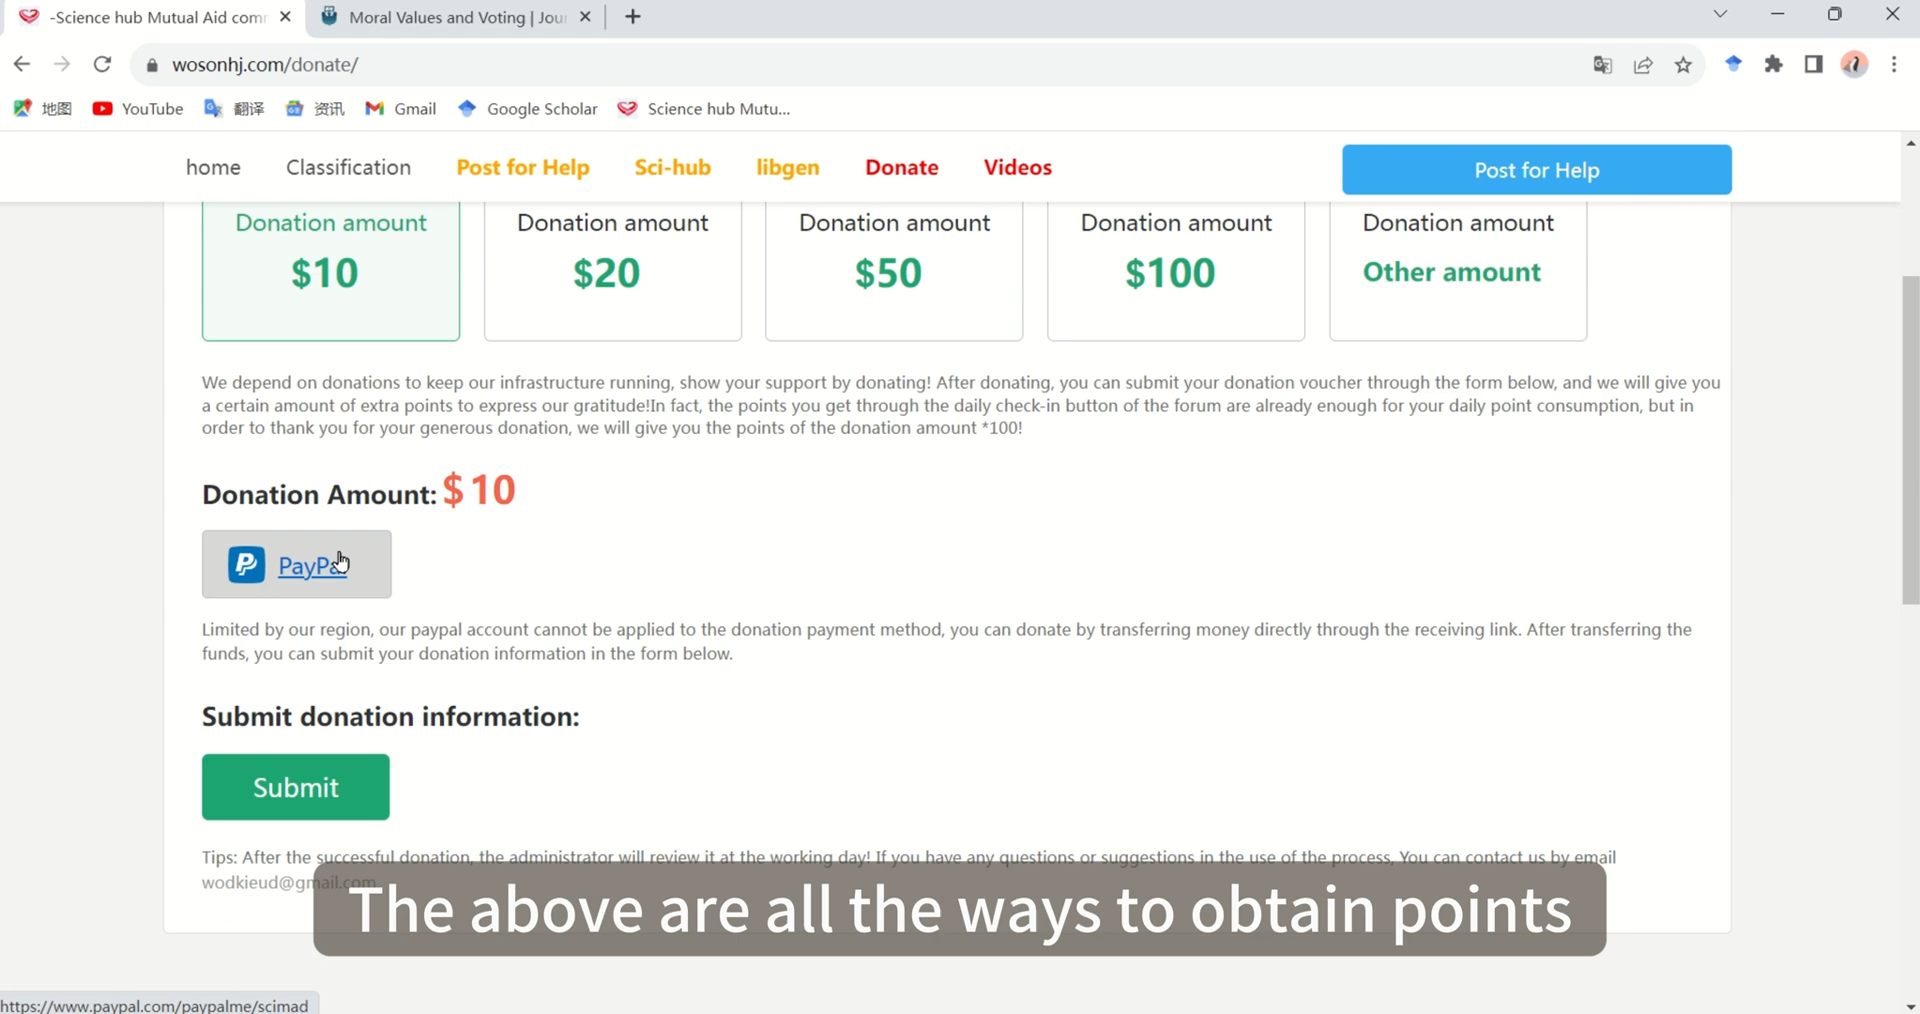 -Science hub Mutual Aid com
Moral Values and Voting | Jou
wosonhj.com/donate/
地图 YouTube 翻译 资讯 Gmail Google Scholar Science hub Mutu...
home Classification Post for Help Sci-hub libgen Donate Videos Post for Help
Donation amount Donation amount Donation amount Donation amount Donation amount
$10 $20 $50 $100 Other amount
We depend on donations to keep our infrastructure running, show your support by donating! After donating, you can submit your donation voucher through the form below, and we will give you
a certain amount of extra points to express our gratitude!In fact, the points you get through the daily check-in button of the forum are already enough for your daily point consumption, but in
order to thank you for your generous donation, we will give you the points of the donation amount *100!
Donation Amount: $ 10
PayPal
Limited by our region, our paypal account cannot be applied to the donation payment method, you can donate by transferring money directly through the receiving link. After transferring the
funds, you can submit your donation information in the form below.
Submit donation information:
Submit
Tips: After the successful donation, the administrator will review it at the working day! If you have any questions or suggestions in the use of the process, You can contact us by email
wodkieud@gmail.com
The above are all the ways to obtain points
https://www.paypal.com/paypalme/scimad